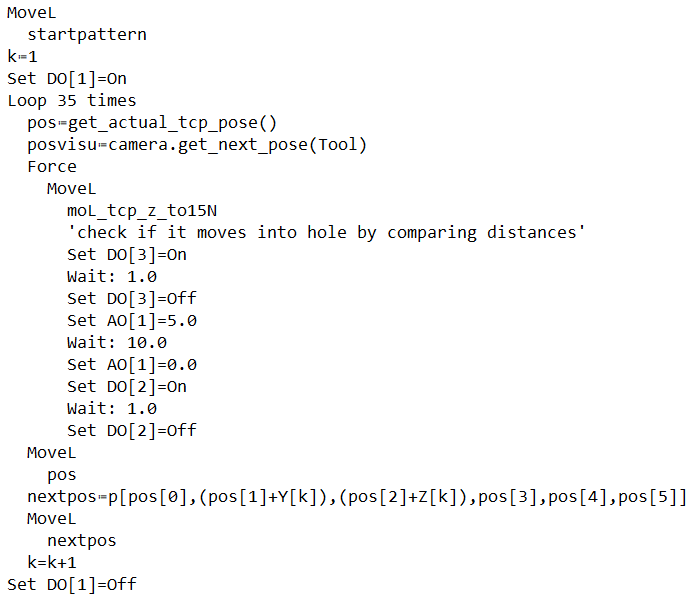 MoveL
startpattern
k≔1
Set DO[1]=On
Loop 35 times
pos≔get_actual_tcp_pose()
posvisu≔camera.get_next_pose(Tool)
Force
MoveL
moL_tcp_z_to15N
'check if it moves into hole by comparing distances'
Set DO[3]=On
Wait: 1.0
Set DO[3]=Off
Set AO[1]=5.0
Wait: 10.0
Set AO[1]=0.0
Set DO[2]=On
Wait: 1.0
Set DO[2]=Off
MoveL
pos
nextpos≔p[pos[0],(pos[1]+Y[k]),(pos[2]+Z[k]),pos[3],pos[4],pos[5]]
MoveL
nextpos
k=k+1
Set DO[1]=Off